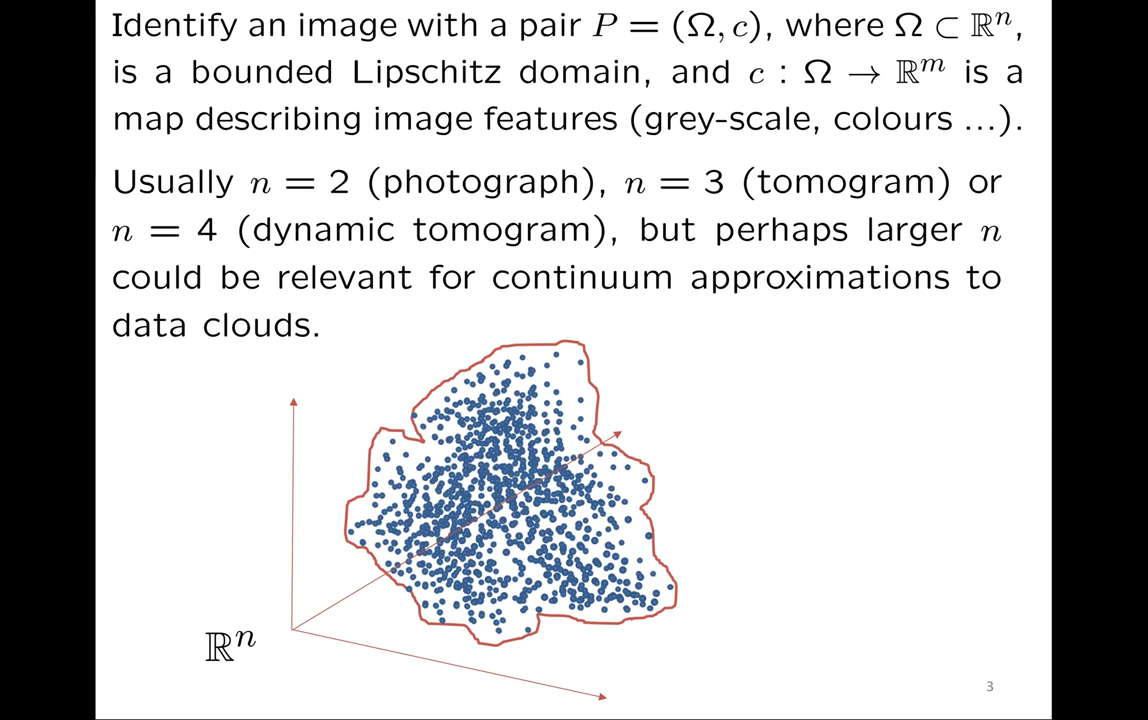 Identify an image with a pair P = (Ω, c), where Ω ⊂ ℝⁿ,
is a bounded Lipschitz domain, and c : Ω → ℝᵐ is a
map describing image features (grey-scale, colours ...).
Usually n = 2 (photograph), n = 3 (tomogram) or
n = 4 (dynamic tomogram), but perhaps larger n
could be relevant for continuum approximations to
data clouds.
ℝⁿ
3